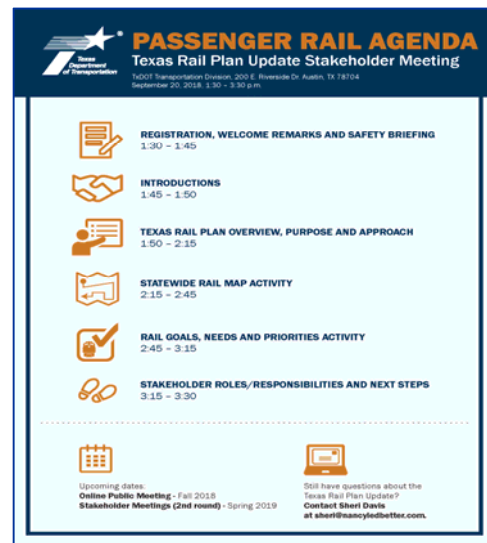 Texas
Department
of Transportation
PASSENGER RAIL AGENDA
Texas Rail Plan Update Stakeholder Meeting
TxDOT Transportation Division, 200 E. Riverside Dr. Austin, TX 78704
September 20, 2018, 1:30 – 3:30 p.m.
REGISTRATION, WELCOME REMARKS AND SAFETY BRIEFING
1:30 – 1:45
INTRODUCTIONS
1:45 – 1:50
TEXAS RAIL PLAN OVERVIEW, PURPOSE AND APPROACH
1:50 – 2:15
STATEWIDE RAIL MAP ACTIVITY
2:15 – 2:45
RAIL GOALS, NEEDS AND PRIORITIES ACTIVITY
2:45 – 3:15
STAKEHOLDER ROLES/RESPONSIBILITIES AND NEXT STEPS
3:15 – 3:30
Upcoming dates:
Online Public Meeting - Fall 2018
Stakeholder Meetings (2nd round) - Spring 2019
Still have questions about the
Texas Rail Plan Update?
Contact Sheri Davis
at sheri@nancyledbetter.com.